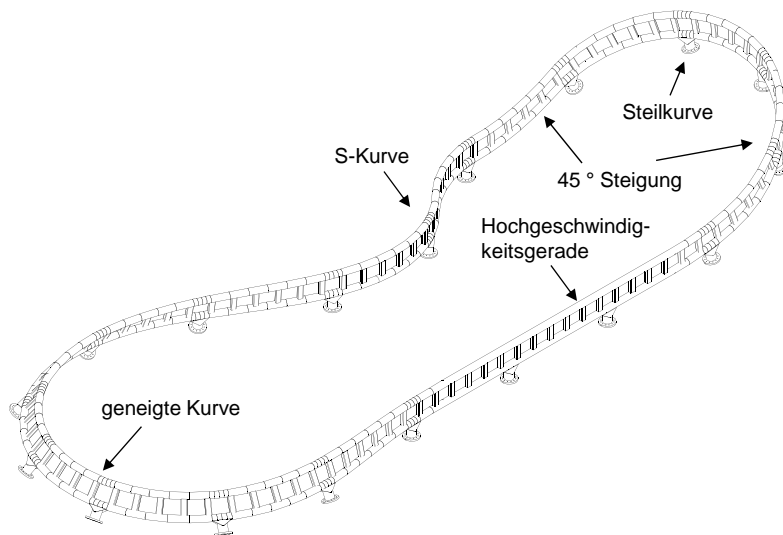 Steilkurve
S-Kurve
45 ° Steigung
Hochgeschwindig-
keitsgerade
geneigte Kurve